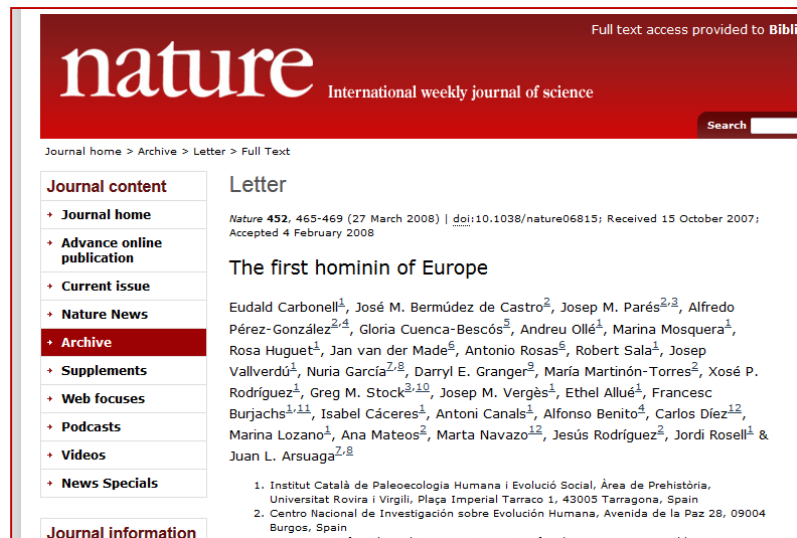 Full text access provided to Bibli
nature
International weekly journal of science
Search
Journal home > Archive > Letter > Full Text
Journal content
Journal home
Advance online
publication
Current issue
Nature News
Archive
Supplements
Web focuses
Podcasts
Videos
News Specials
Journal information
Letter
Nature 452, 465-469 (27 March 2008) | doi:10.1038/nature06815; Received 15 October 2007;
Accepted 4 February 2008
The first hominin of Europe
Eudald Carbonell1, José M. Bermúdez de Castro2, Josep M. Parés2,3, Alfredo
Pérez-González2,4, Gloria Cuenca-Bescós5, Andreu Ollé1, Marina Mosquera1,
Rosa Huguet1, Jan van der Made6, Antonio Rosas6, Robert Sala1, Josep
Vallverdú1, Nuria García7,8, Darryl E. Granger9, María Martinón-Torres2, Xosé P.
Rodríguez1, Greg M. Stock3,10, Josep M. Vergès1, Ethel Allué1, Francesc
Burjachs1,11, Isabel Cáceres1, Antoni Canals1, Alfonso Benito4, Carlos Díez12,
Marina Lozano1, Ana Mateos2, Marta Navazo12, Jesús Rodríguez2, Jordi Rosell1 &
Juan L. Arsuaga7,8
1. Institut Català de Paleoecologia Humana i Evolució Social, Àrea de Prehistòria,
Universitat Rovira i Virgili, Plaça Imperial Tarraco 1, 43005 Tarragona, Spain
2. Centro Nacional de Investigación sobre Evolución Humana, Avenida de la Paz 28, 09004
Burgos, Spain